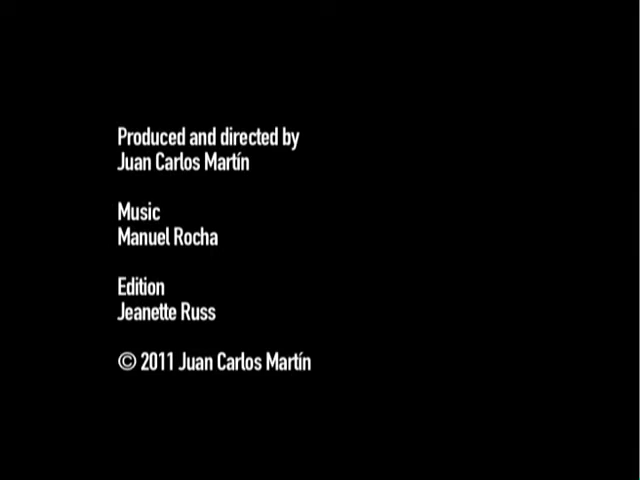 Produced and directed by
Juan Carlos Martín
Music
Manuel Rocha
Edition
Jeanette Russ
© 2011 Juan Carlos Martín